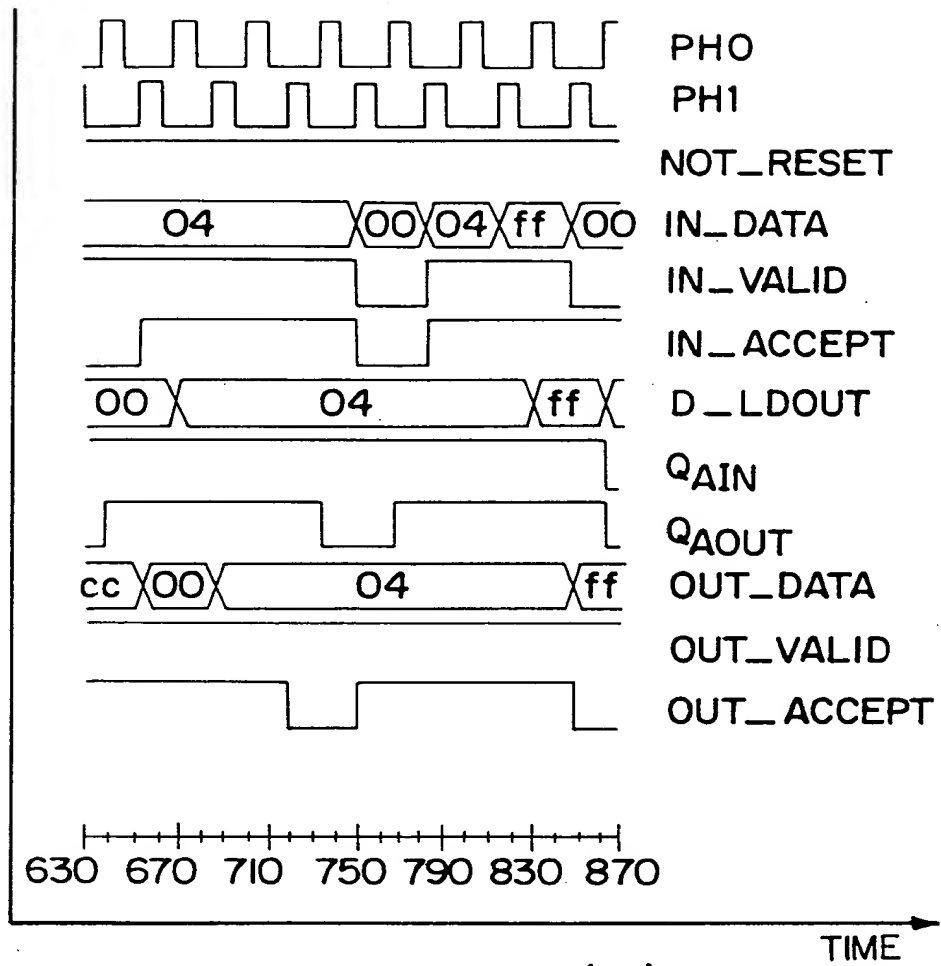 PH0
PH1
NOT_RESET
04 00 04 ff 00 IN_DATA
IN_VALID
IN_ACCEPT
00 04 ff D_LDOUT
QAIN
QAOUT
cc 00 04 ff OUT_DATA
OUT_VALID
OUT_ACCEPT
630 670 710 750 790 830 870
TIME